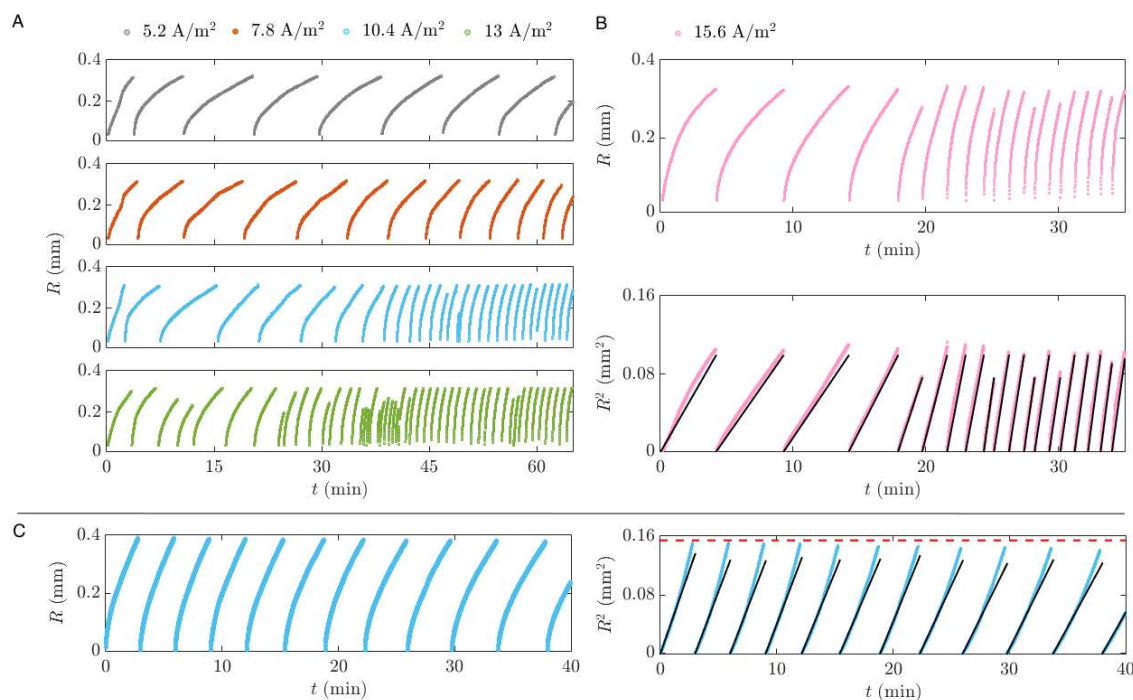 A
5.2 A/m² 7.8 A/m² 10.4 A/m² 13 A/m²
0.4
0.2
0
0.4
0.2
0
0.4
0.2
0
0.4
0.2
0
R (mm)
0 15 30 45 60
t (min)
B
15.6 A/m²
0.4
0.2
0
R (mm)
0 10 20 30
t (min)
0.16
0.08
0
R² (mm²)
0 10 20 30
t (min)
C
0.4
0.2
0
R (mm)
0 10 20 30 40
t (min)
0.16
0.08
0
R² (mm²)
0 10 20 30 40
t (min)